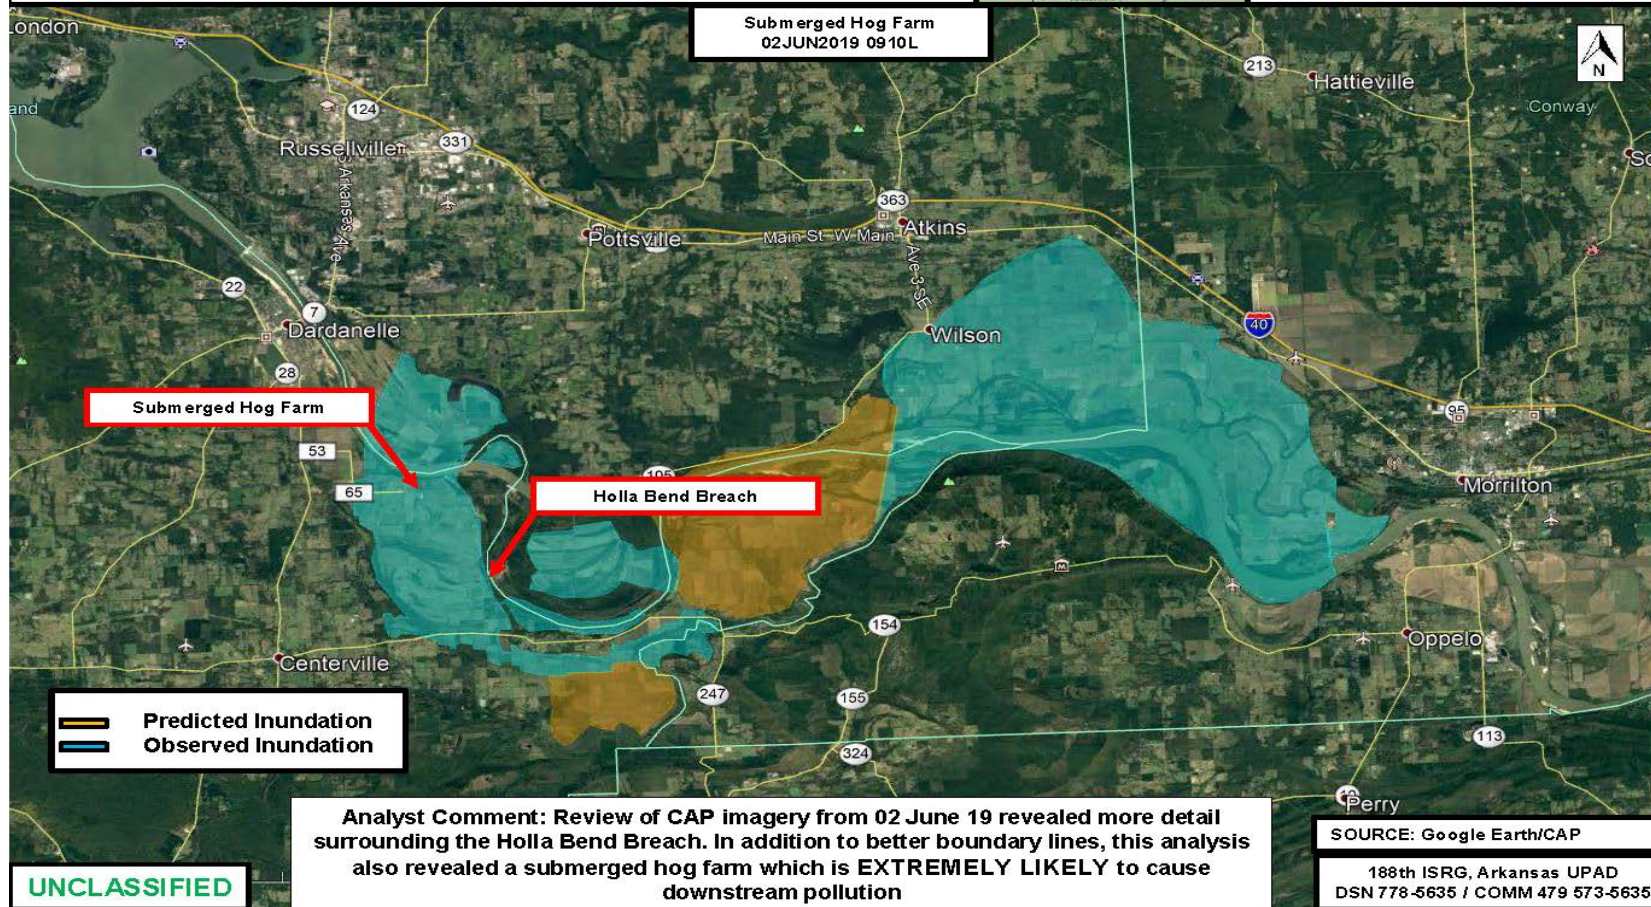 Submerged Hog Farm
02JUN2019 0910L
N
London
213
Hattieville
Conway
and
124
331
Russellville
S Arkansas Ave
363
Pottsville
Main St W Main
Atkins
Ave 3 SE
22
7
Dardanelle
Wilson
40
28
Submerged Hog Farm
95
53
105
65
Holla Bend Breach
Morrilton
154
Oppelo
Centerville
247
155
Predicted Inundation
Observed Inundation
324
113
Perry
Analyst Comment: Review of CAP imagery from 02 June 19 revealed more detail
surrounding the Holla Bend Breach. In addition to better boundary lines, this analysis
also revealed a submerged hog farm which is EXTREMELY LIKELY to cause
downstream pollution
SOURCE: Google Earth/CAP
UNCLASSIFIED
188th ISRG, Arkansas UPAD
DSN 778-5635 / COMM 479 573-5635